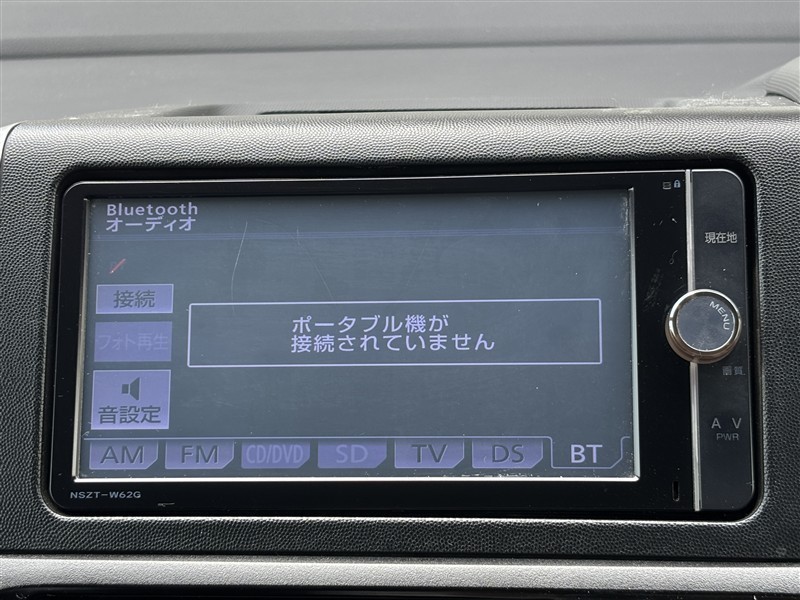 Bluetooth
オーディオ
現在地
接続
MENU
ポータブル機が
接続されていません
フォト再生
音質
音設定
A V
PWR
AM FM CD/DVD SD TV DS BT
NSZT-W62G